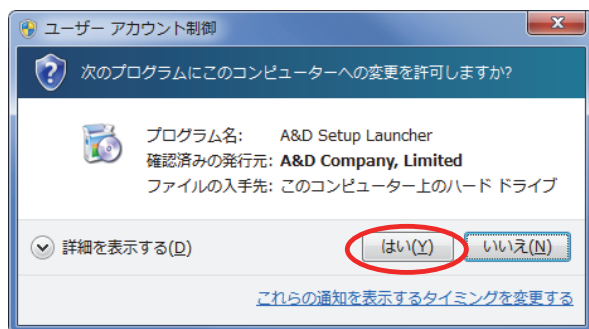 ユーザー アカウント制御
次のプログラムにこのコンピューターへの変更を許可しますか?
プログラム名: A&D Setup Launcher
確認済みの発行元: A&D Company, Limited
ファイルの入手先: このコンピューター上のハード ドライブ
詳細を表示する(D)
はい(Y)
いいえ(N)
これらの通知を表示するタイミングを変更する